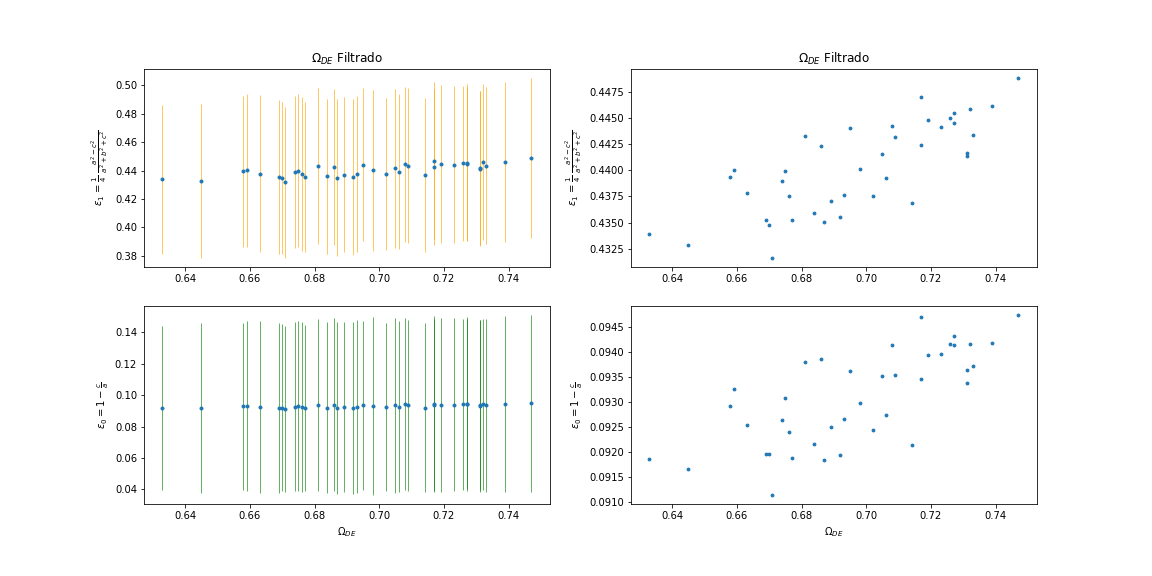 Ω_DE Filtrado
Ω_DE Filtrado
0.50
0.48
0.46
0.44
0.42
0.40
0.38
ε₁ = 1/4 (a² − c²)/√(a² + b² + c²)
0.64 0.66 0.68 0.70 0.72 0.74
0.4475
0.4450
0.4425
0.4400
0.4375
0.4350
0.4325
ε₁ = 1/4 (a² − c²)/√(a² + b² + c²)
0.64 0.66 0.68 0.70 0.72 0.74
0.14
0.12
0.10
0.08
0.06
0.04
ε₀ = 1 − c/a
0.64 0.66 0.68 0.70 0.72 0.74
Ω_DE
0.0945
0.0940
0.0935
0.0930
0.0925
0.0920
0.0915
0.0910
ε₀ = 1 − c/a
0.64 0.66 0.68 0.70 0.72 0.74
Ω_DE